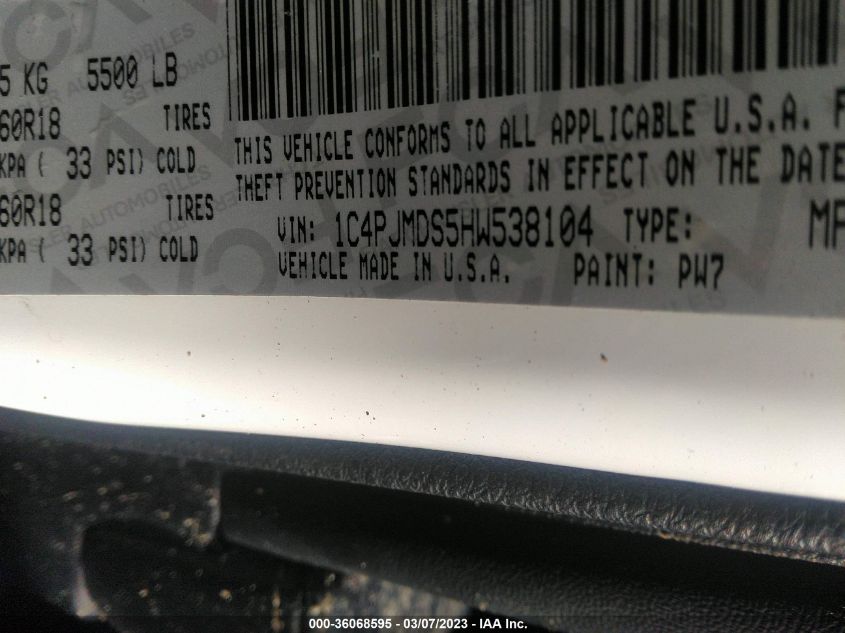 5 KG 5500 LB
60R18 TIRES
KPA ( 33 PSI) COLD
60R18 TIRES
KPA ( 33 PSI) COLD
THIS VEHICLE CONFORMS TO ALL APPLICABLE U.S.A. F
THEFT PREVENTION STANDARDS IN EFFECT ON THE DATE
VIN: 1C4PJMDS5HW538104 TYPE: MP
VEHICLE MADE IN U.S.A. PAINT: PW7
000-36068595 - 03/07/2023 - IAA Inc.